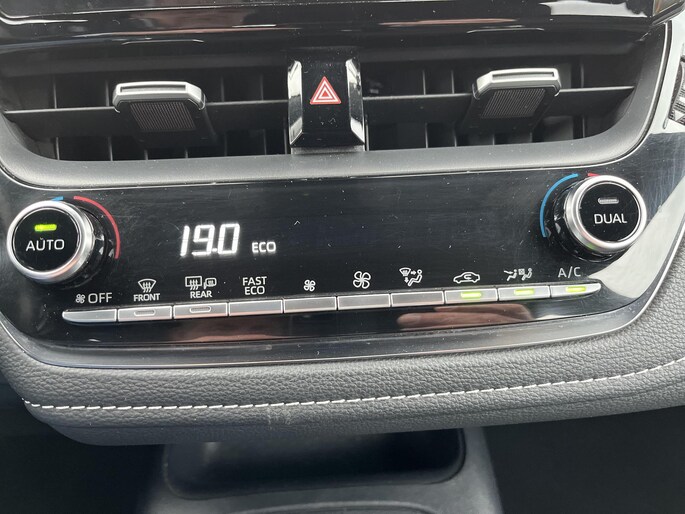 AUTO
19.0 ECO
DUAL
OFF
FRONT
REAR
FAST
ECO
A/C